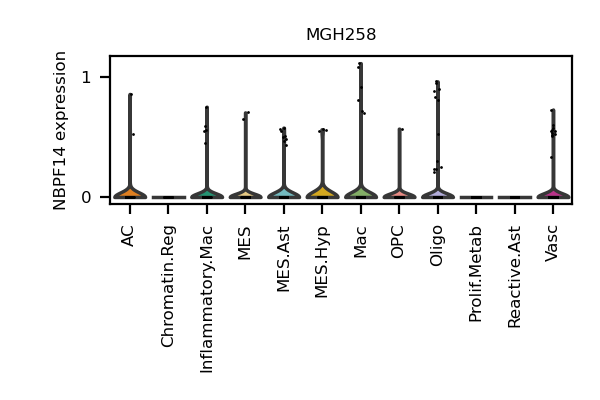 MGH258
NBPF14 expression
1
0
AC
Chromatin.Reg
Inflammatory.Mac
MES
MES.Ast
MES.Hyp
Mac
OPC
Oligo
Prolif.Metab
Reactive.Ast
Vasc